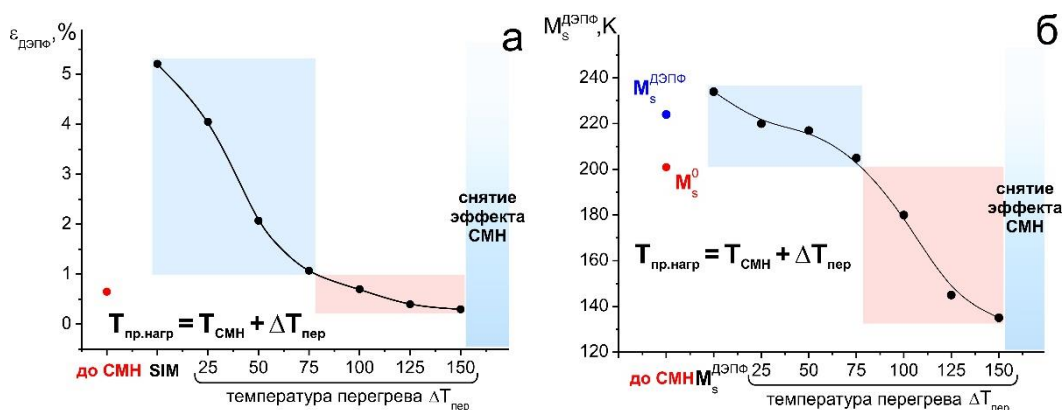 ε_ДЭПФ, %
а
5
4
3
2
1
0
снятие
эффекта
СМН
T_пр.нагр = T_СМН + ΔT_пер
до СМН SIM 25 50 75 100 125 150
температура перегрева ΔT_пер
M_s^ДЭПФ, K
б
240
220
200
180
160
140
120
M_s^ДЭПФ
M_s^0
снятие
эффекта
СМН
T_пр.нагр = T_СМН + ΔT_пер
до СМН M_s^ДЭПФ 25 50 75 100 125 150
температура перегрева ΔT_пер